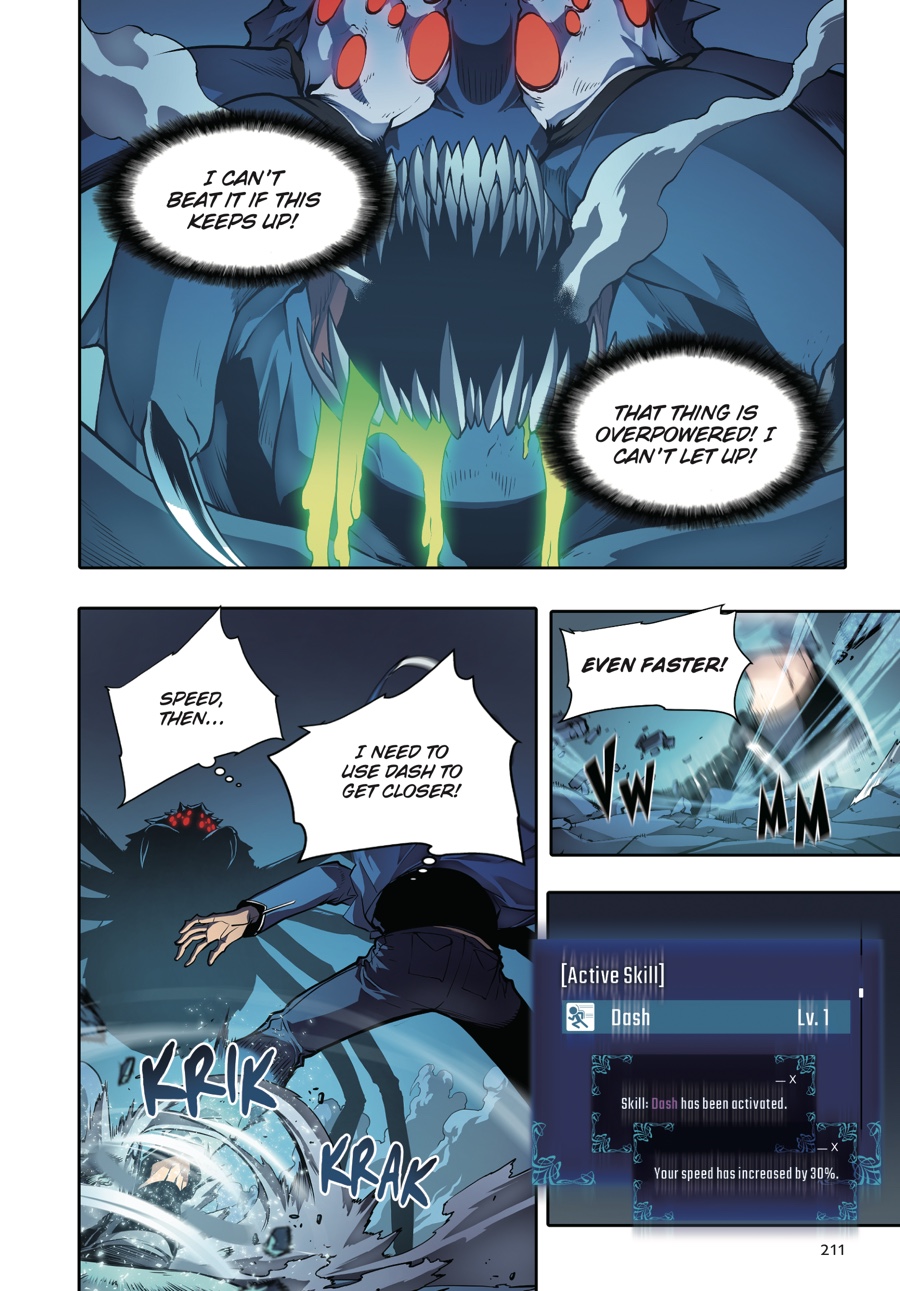 I CAN'T
BEAT IT IF THIS
KEEPS UP!
THAT THING IS
OVERPOWERED! I
CAN'T LET UP!
SPEED,
THEN...
I NEED TO
USE DASH TO
GET CLOSER!
KRIK
KRAK
EVEN FASTER!
VW
MM
[Active Skill]
Dash Lv. 1
— X
Skill: Dash has been activated.
— X
Your speed has increased by 30%.
211